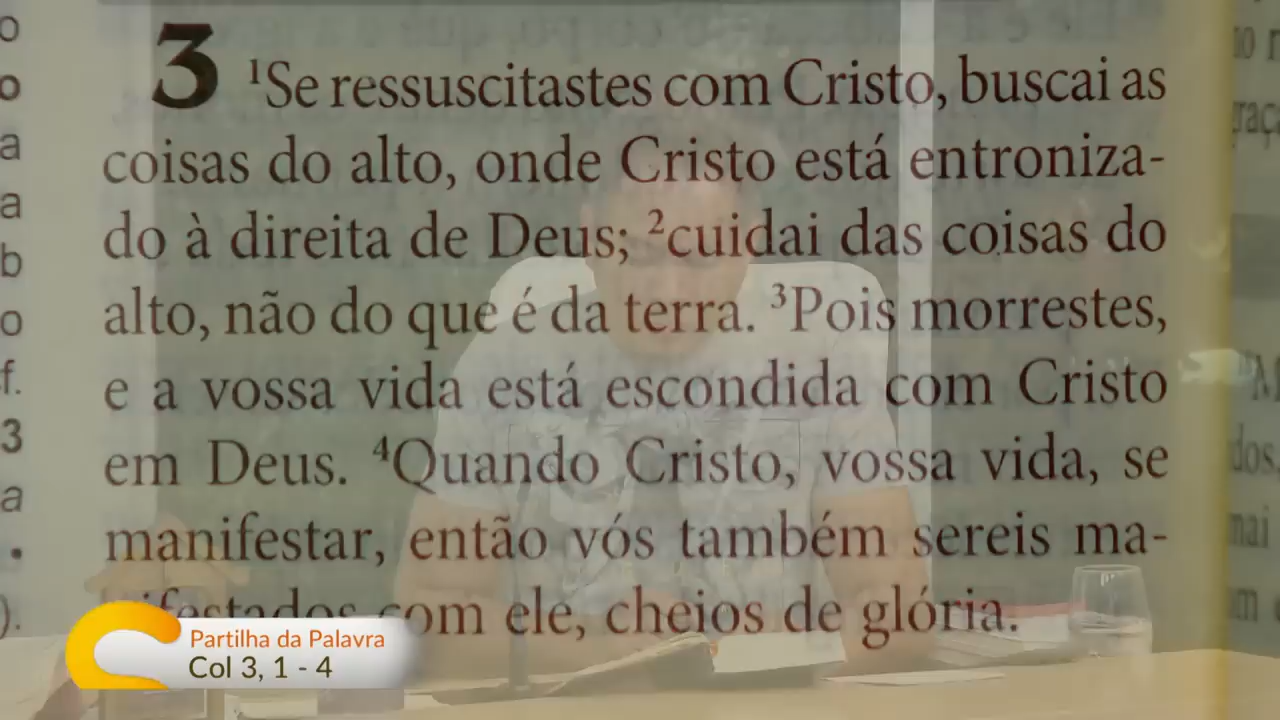 3 ¹Se ressuscitastes com Cristo, buscai as
coisas do alto, onde Cristo está entroniza-
do à direita de Deus; ²cuidai das coisas do
alto, não do que é da terra. ³Pois morrestes,
e a vossa vida está escondida com Cristo
em Deus. ⁴Quando Cristo, vossa vida, se
manifestar, então vós também sereis ma-
nifestados com ele, cheios de glória.
Partilha da Palavra
Col 3, 1 - 4